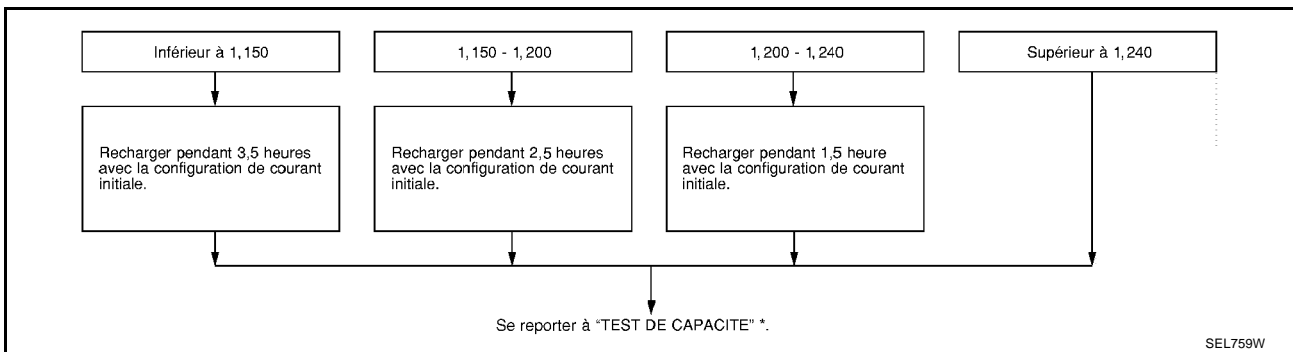 Inférieur à 1,150
1,150 - 1,200
1,200 - 1,240
Supérieur à 1,240
Recharger pendant 3,5 heures
avec la configuration de courant
initiale.
Recharger pendant 2,5 heures
avec la configuration de courant
initiale.
Recharger pendant 1,5 heure
avec la configuration de courant
initiale.
Se reporter à “TEST DE CAPACITE” *.
SEL759W